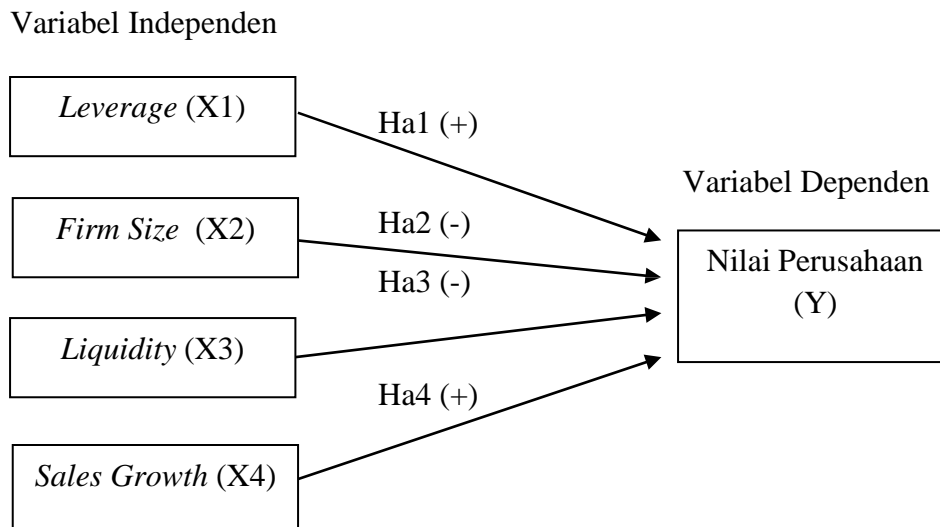 Variabel Independen
Leverage (X1)
Ha1 (+)
Variabel Dependen
Firm Size (X2)
Ha2 (-)
Nilai Perusahaan
(Y)
Ha3 (-)
Liquidity (X3)
Ha4 (+)
Sales Growth (X4)